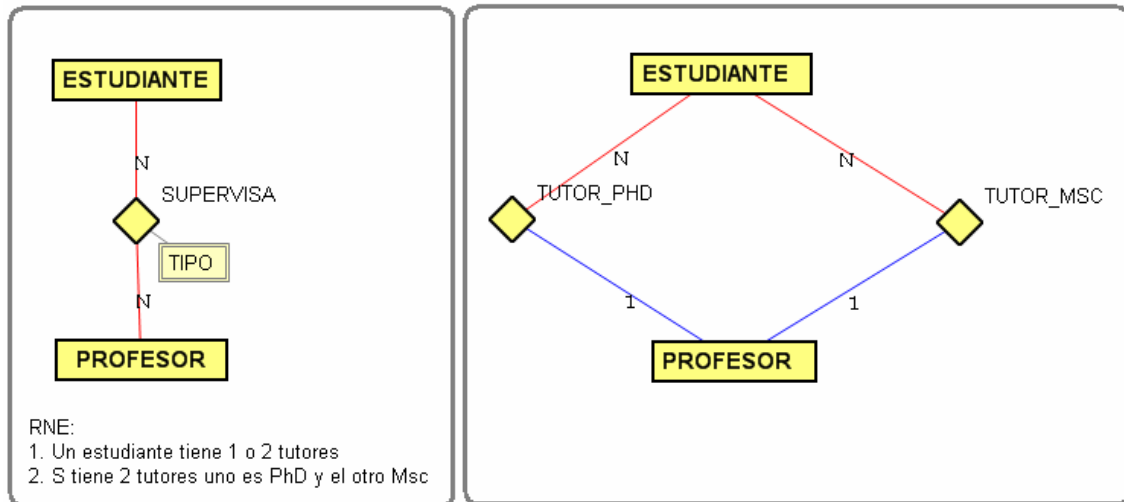 ESTUDIANTE
N
SUPERVISA
TIPO
N
PROFESOR
RNE:
1. Un estudiante tiene 1 o 2 tutores
2. S tiene 2 tutores uno es PhD y el otro Msc
ESTUDIANTE
N
N
TUTOR_PHD
TUTOR_MSC
1
1
PROFESOR